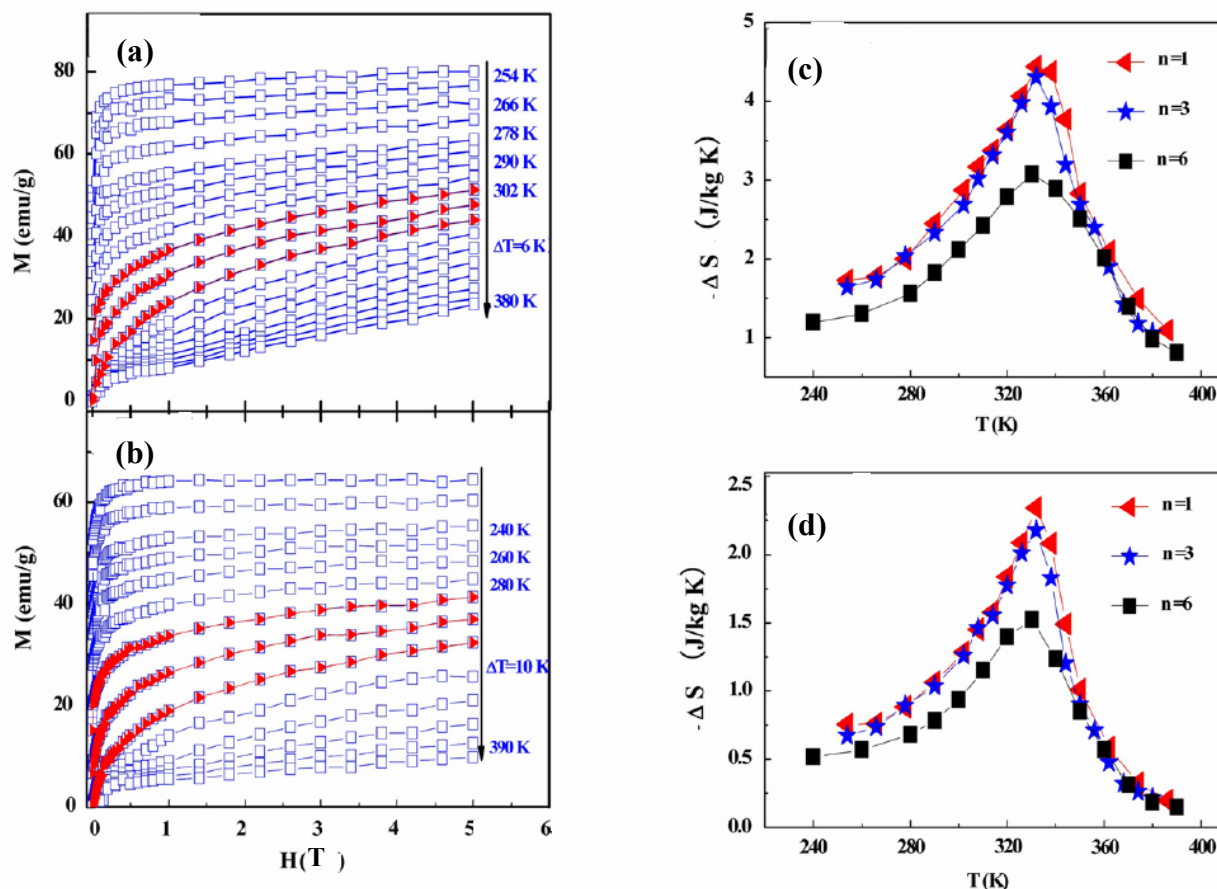 (a)
M (emu/g)
80
60
40
20
0
254 K
266 K
278 K
290 K
302 K
ΔT=6 K
380 K
(b)
M (emu/g)
60
40
20
0
240 K
260 K
280 K
ΔT=10 K
390 K
0 1 2 3 4 5 6
H(T)
(c)
- Δ S (J/kg K)
5
4
3
2
1
n=1
n=3
n=6
240 280 320 360 400
T(K)
(d)
- Δ S (J/kg K)
2.5
2.0
1.5
1.0
0.5
0.0
n=1
n=3
n=6
240 280 320 360 400
T(K)